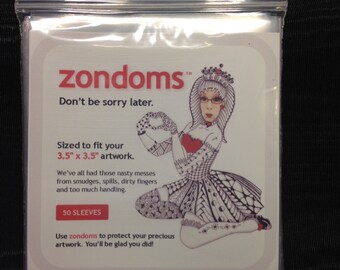 zondoms™
Don't be sorry later.
Sized to fit your
3.5" x 3.5" artwork.
We've all had those nasty messes
from smudges, spills, dirty fingers
and too much handling.
50 SLEEVES
Use zondoms to protect your precious
artwork. You'll be glad you did!